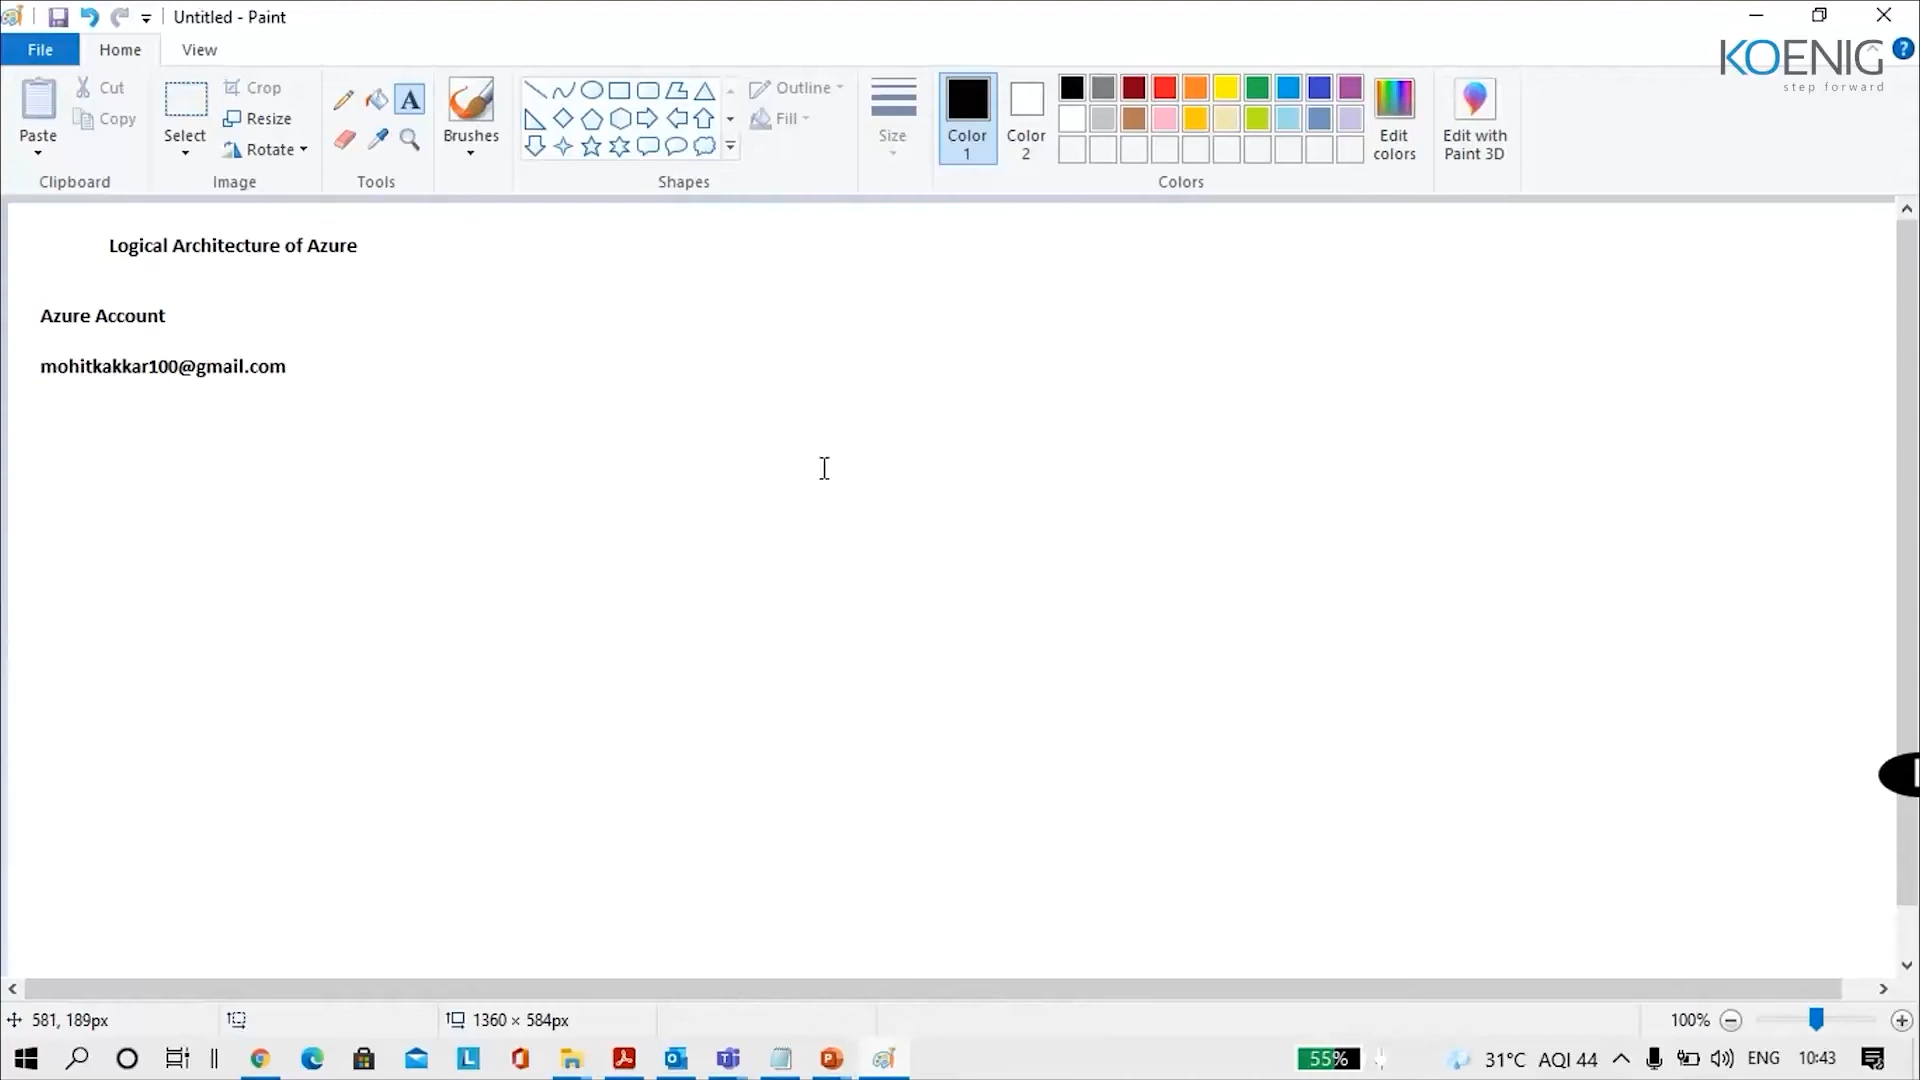 Untitled - Paint
File Home View
KOENIG
step forward
Paste
Cut
Copy
Clipboard
Select
Crop
Resize
Rotate
Image
A
Tools
Brushes
Shapes
Outline
Fill
Size
Color 1
Color 2
Edit colors
Edit with Paint 3D
Colors
Logical Architecture of Azure
Azure Account
mohitkakkar100@gmail.com
581, 189px
1360 × 584px
100%
55%
31°C AQI 44
ENG
10:43